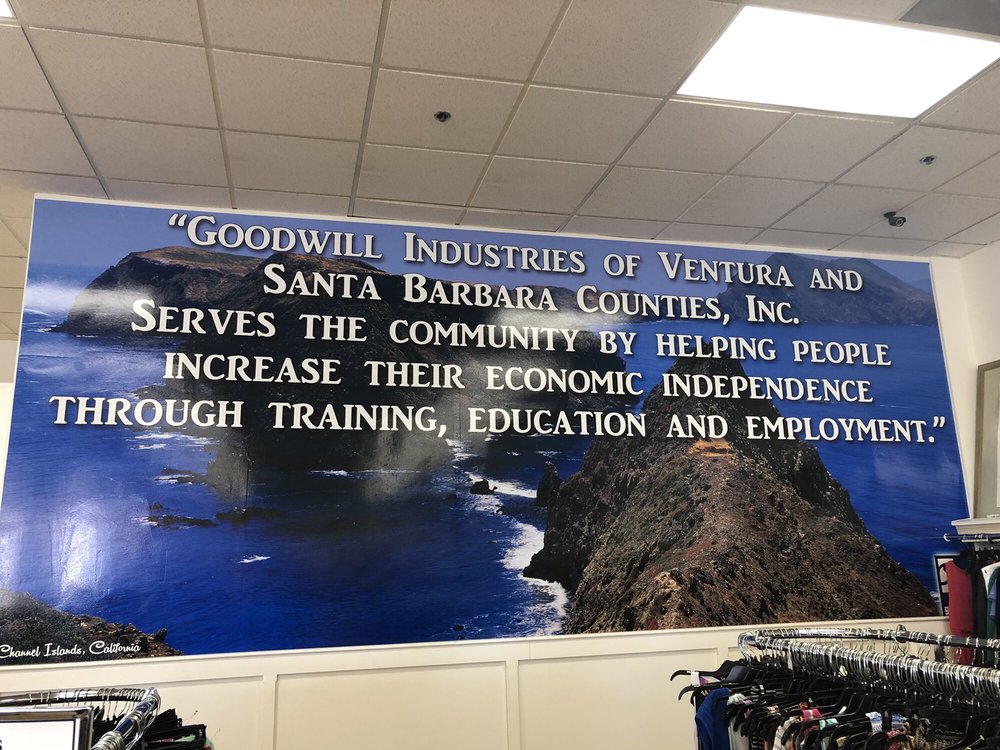 “Goodwill Industries of Ventura and
Santa Barbara Counties, Inc.
Serves the community by helping people
increase their economic independence
through training, education and employment.”
Channel Islands, California